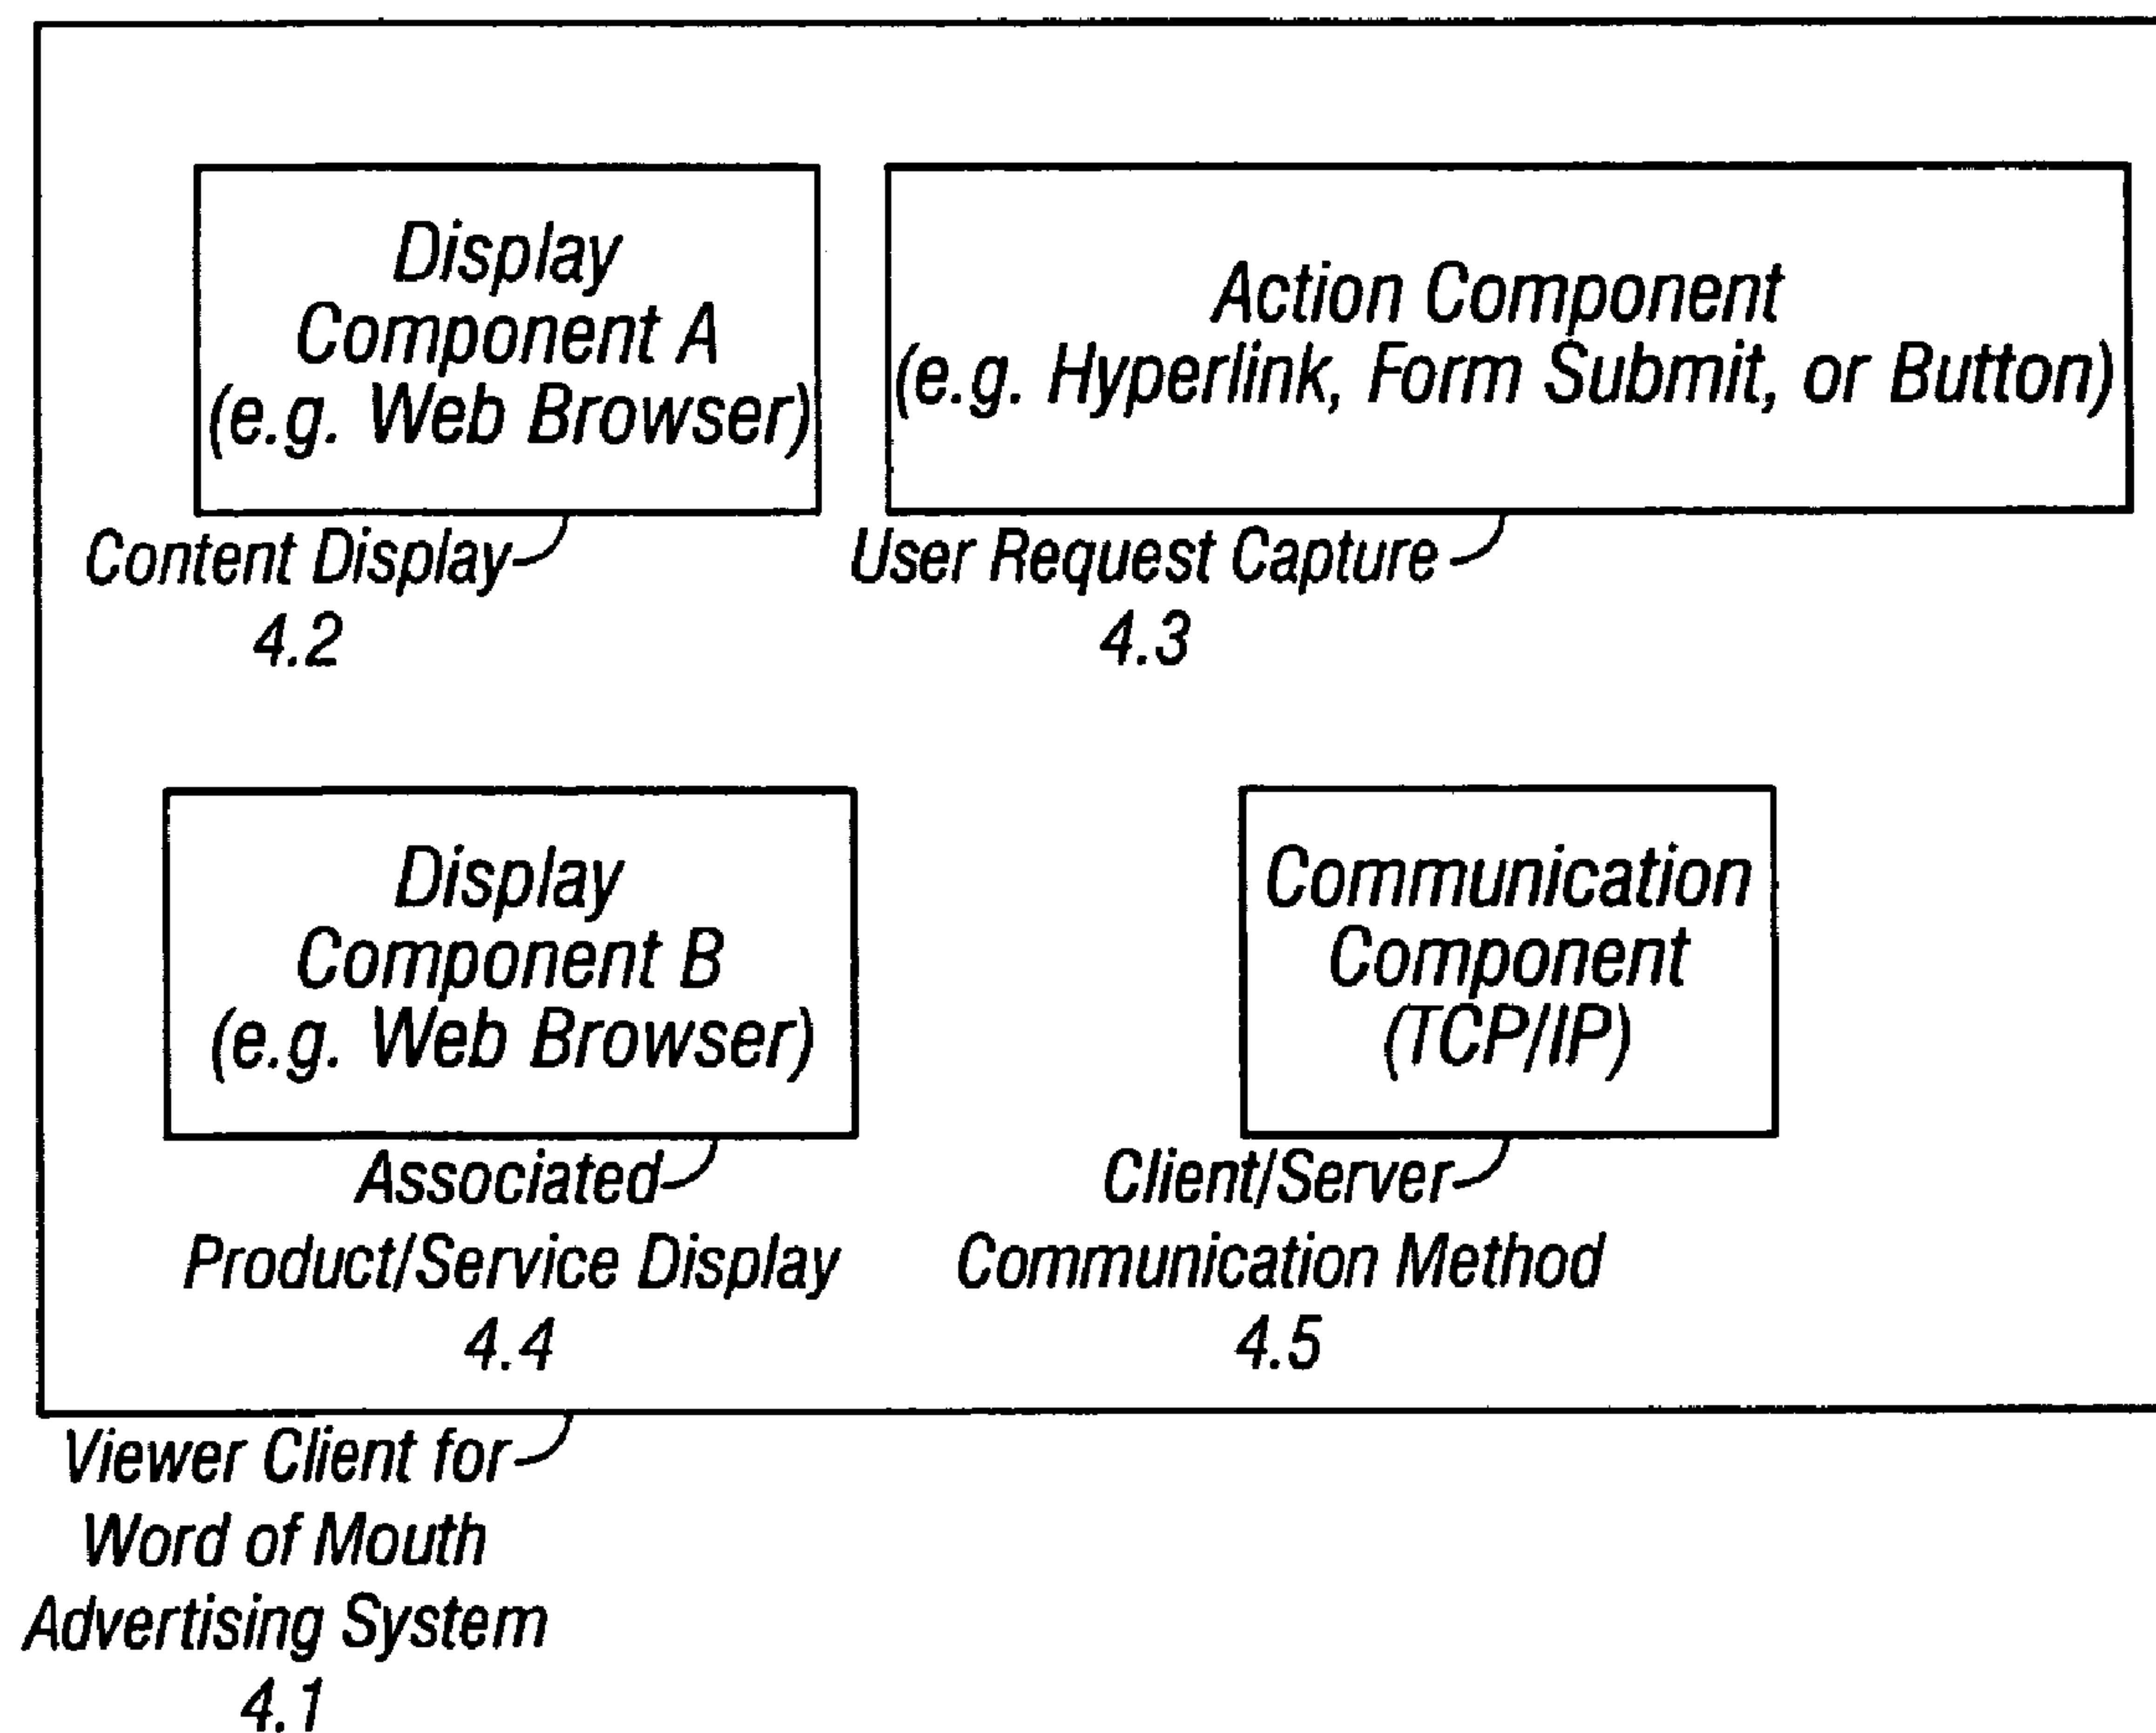 Display
Component A
(e.g. Web Browser)
Action Component
(e.g. Hyperlink, Form Submit, or Button)
Content Display
4.2
User Request Capture
4.3
Display
Component B
(e.g. Web Browser)
Communication
Component
(TCP/IP)
Associated
Product/Service Display
4.4
Client/Server
Communication Method
4.5
Viewer Client for
Word of Mouth
Advertising System
4.1